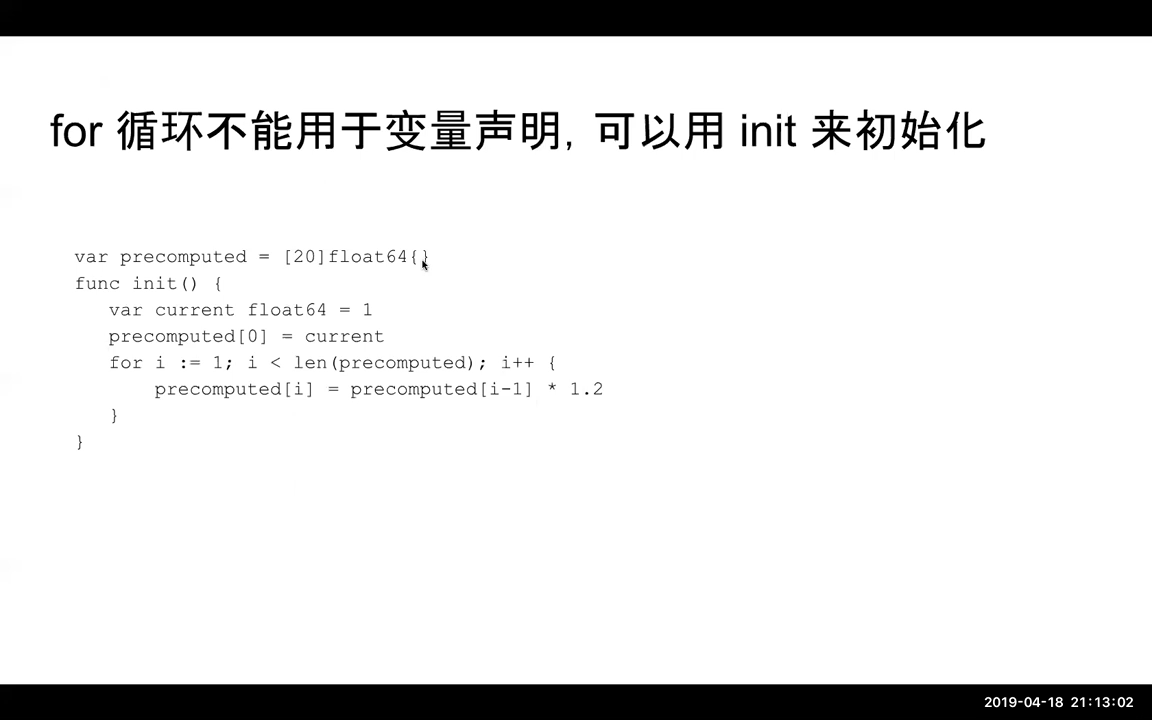 for 循环不能用于变量声明，可以用 init 来初始化
var precomputed = [20]float64{}
func init() {
   var current float64 = 1
   precomputed[0] = current
   for i := 1; i < len(precomputed); i++ {
       precomputed[i] = precomputed[i-1] * 1.2
   }
}
2019-04-18 21:13:02